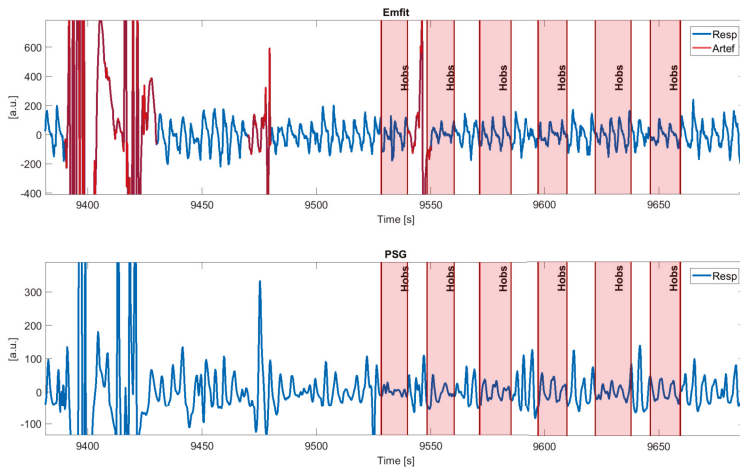 Emfit
Resp
Artef
Hobs Hobs Hobs Hobs Hobs Hobs
600
400
200
0
-200
-400
[a.u.]
9400 9450 9500 9550 9600 9650
Time [s]
PSG
Resp
Hobs Hobs Hobs Hobs Hobs Hobs
300
200
100
0
-100
[a.u.]
9400 9450 9500 9550 9600 9650
Time [s]